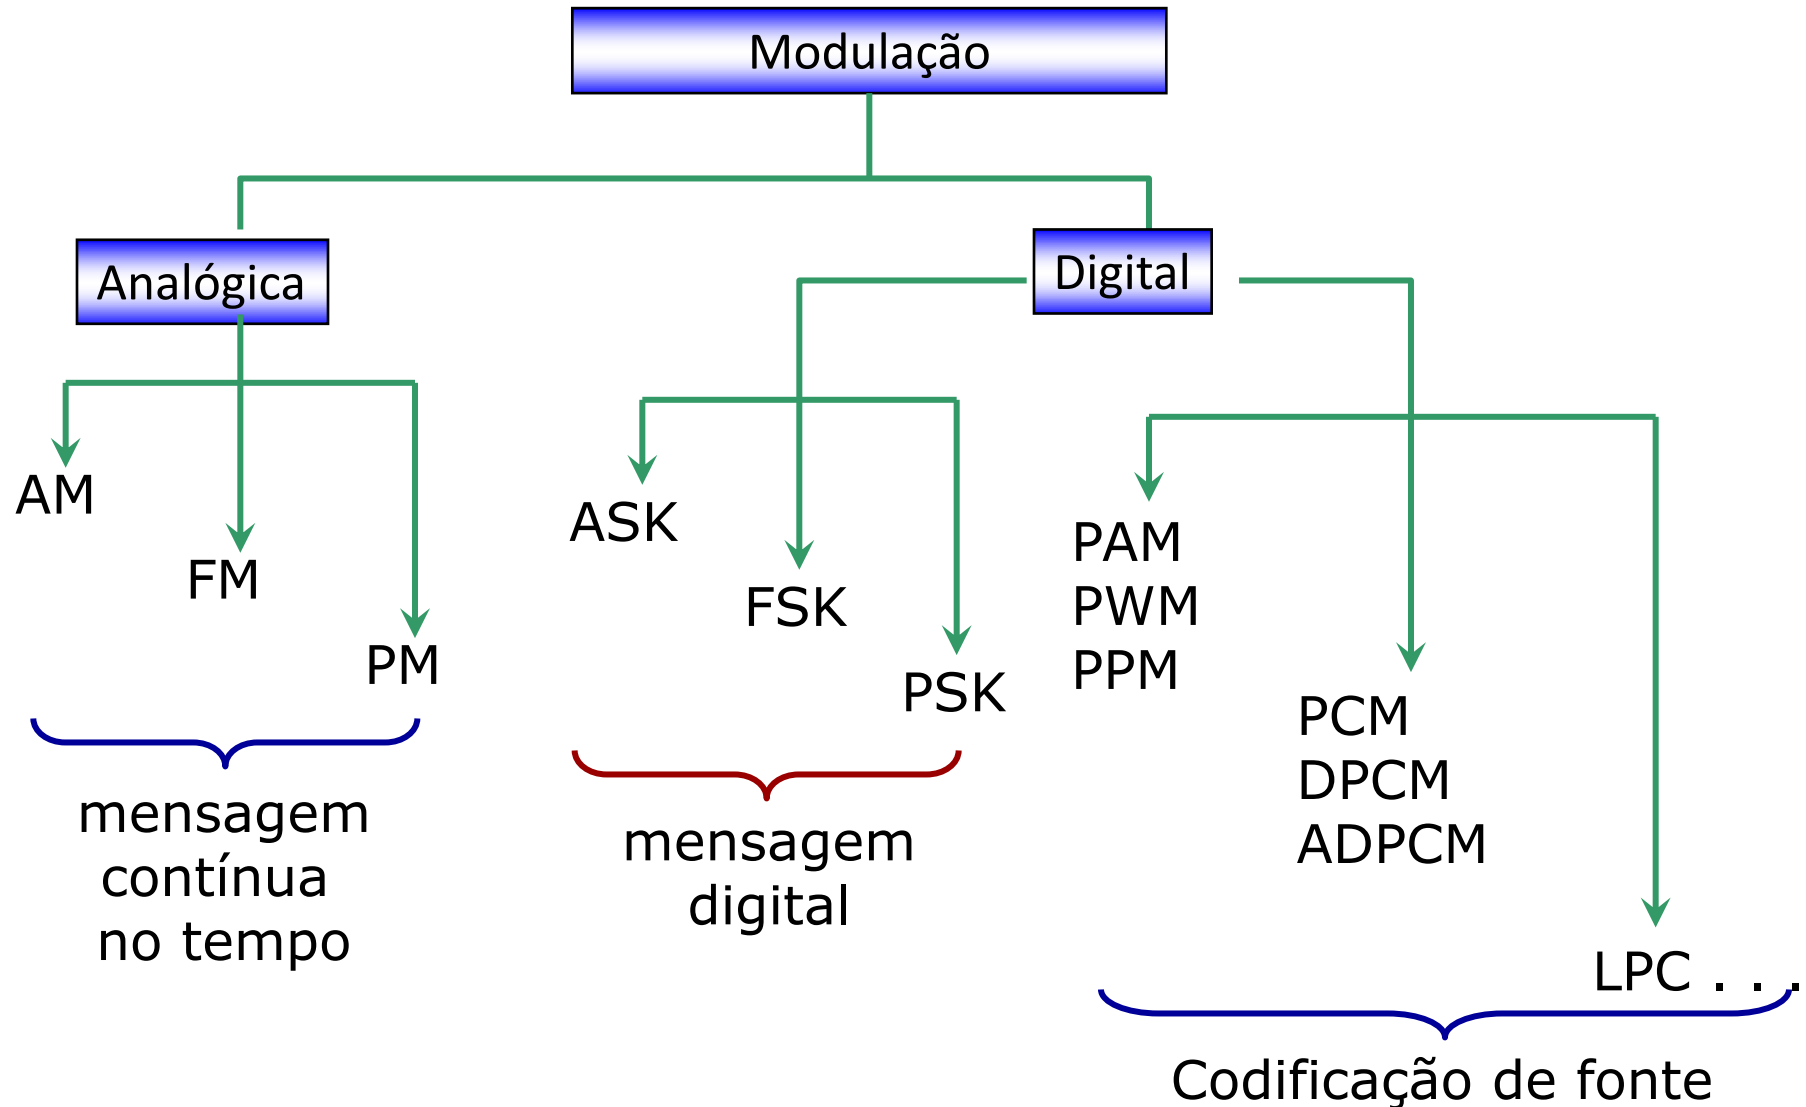 Modulação
Analógica
Digital
AM
FM
PM
ASK
FSK
PSK
PAM
PWM
PPM
PCM
DPCM
ADPCM
LPC . . .
mensagem
contínua
no tempo
mensagem
digital
Codificação de fonte